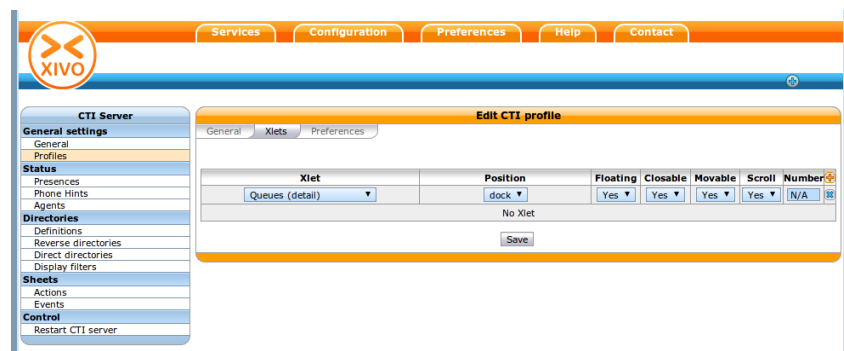 Services Configuration Preferences Help Contact
XIVO
CTI Server
General settings
General
Profiles
Status
Presences
Phone Hints
Agents
Directories
Definitions
Reverse directories
Direct directories
Display filters
Sheets
Actions
Events
Control
Restart CTI server
Edit CTI profile
General Xlets Preferences
Xlet Position Floating Closable Movable Scroll Number
Queues (detail) dock Yes Yes Yes Yes N/A
No Xlet
Save